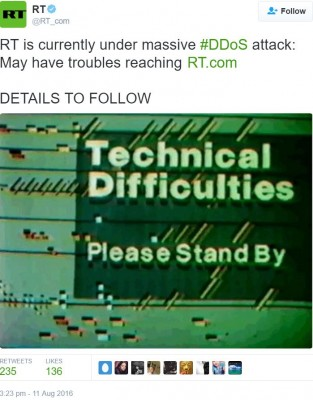 RT
RT
@RT_com
Follow
RT is currently under massive #DDoS attack:
May have troubles reaching RT.com
DETAILS TO FOLLOW
Technical
Difficulties
Please Stand By
RETWEETS
235
LIKES
136
3:23 pm - 11 Aug 2016